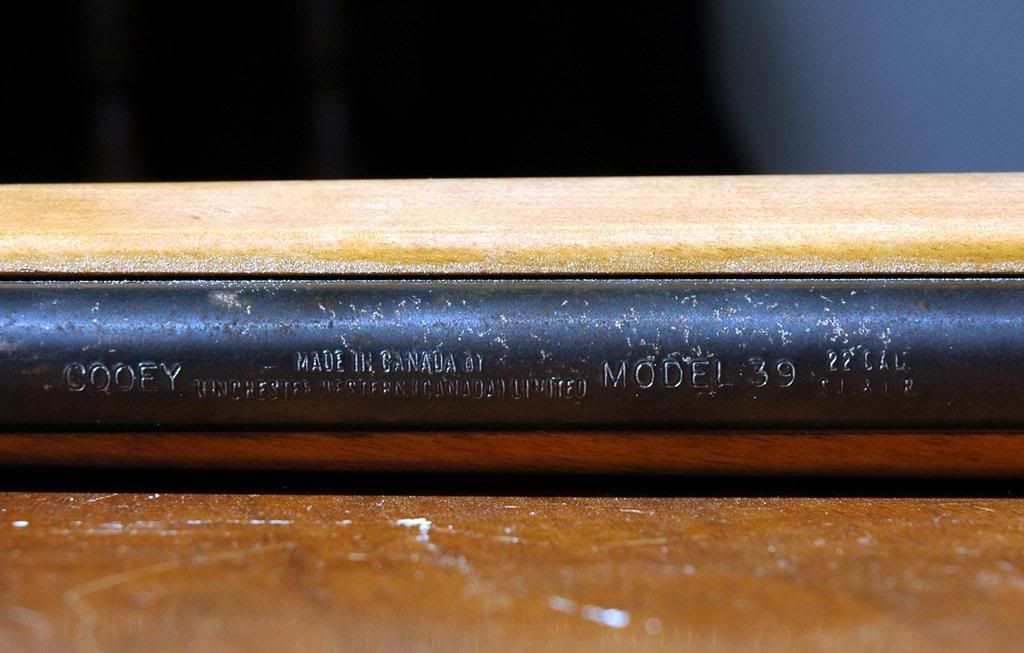 COOEY
MADE IN CANADA BY
WINCHESTER-WESTERN (CANADA) LIMITED
MODEL 39
22 CAL.
S.L. & L.R.